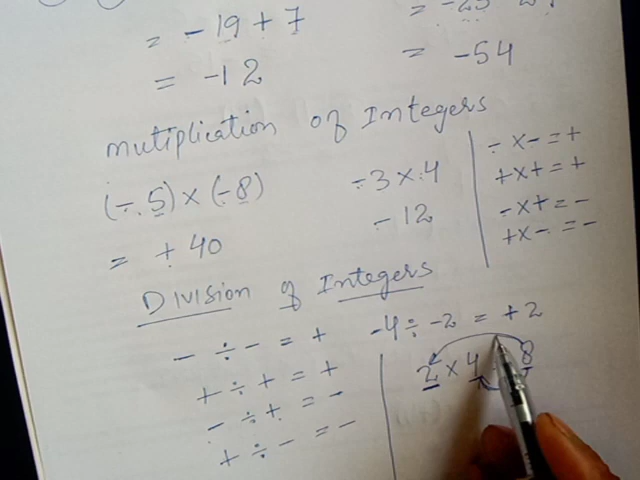 = -19 + 7
= -12
= -54
mutiplication of Integers
(-5) × (-8)
= + 40
-3 × 4
-12
- × - = +
+ × + = +
- × + = -
+ × - = -
Division of Integers
- ÷ - = +
+ ÷ + = +
- ÷ + = -
+ ÷ - = -
-4 ÷ -2 = +2
2 × 4 8